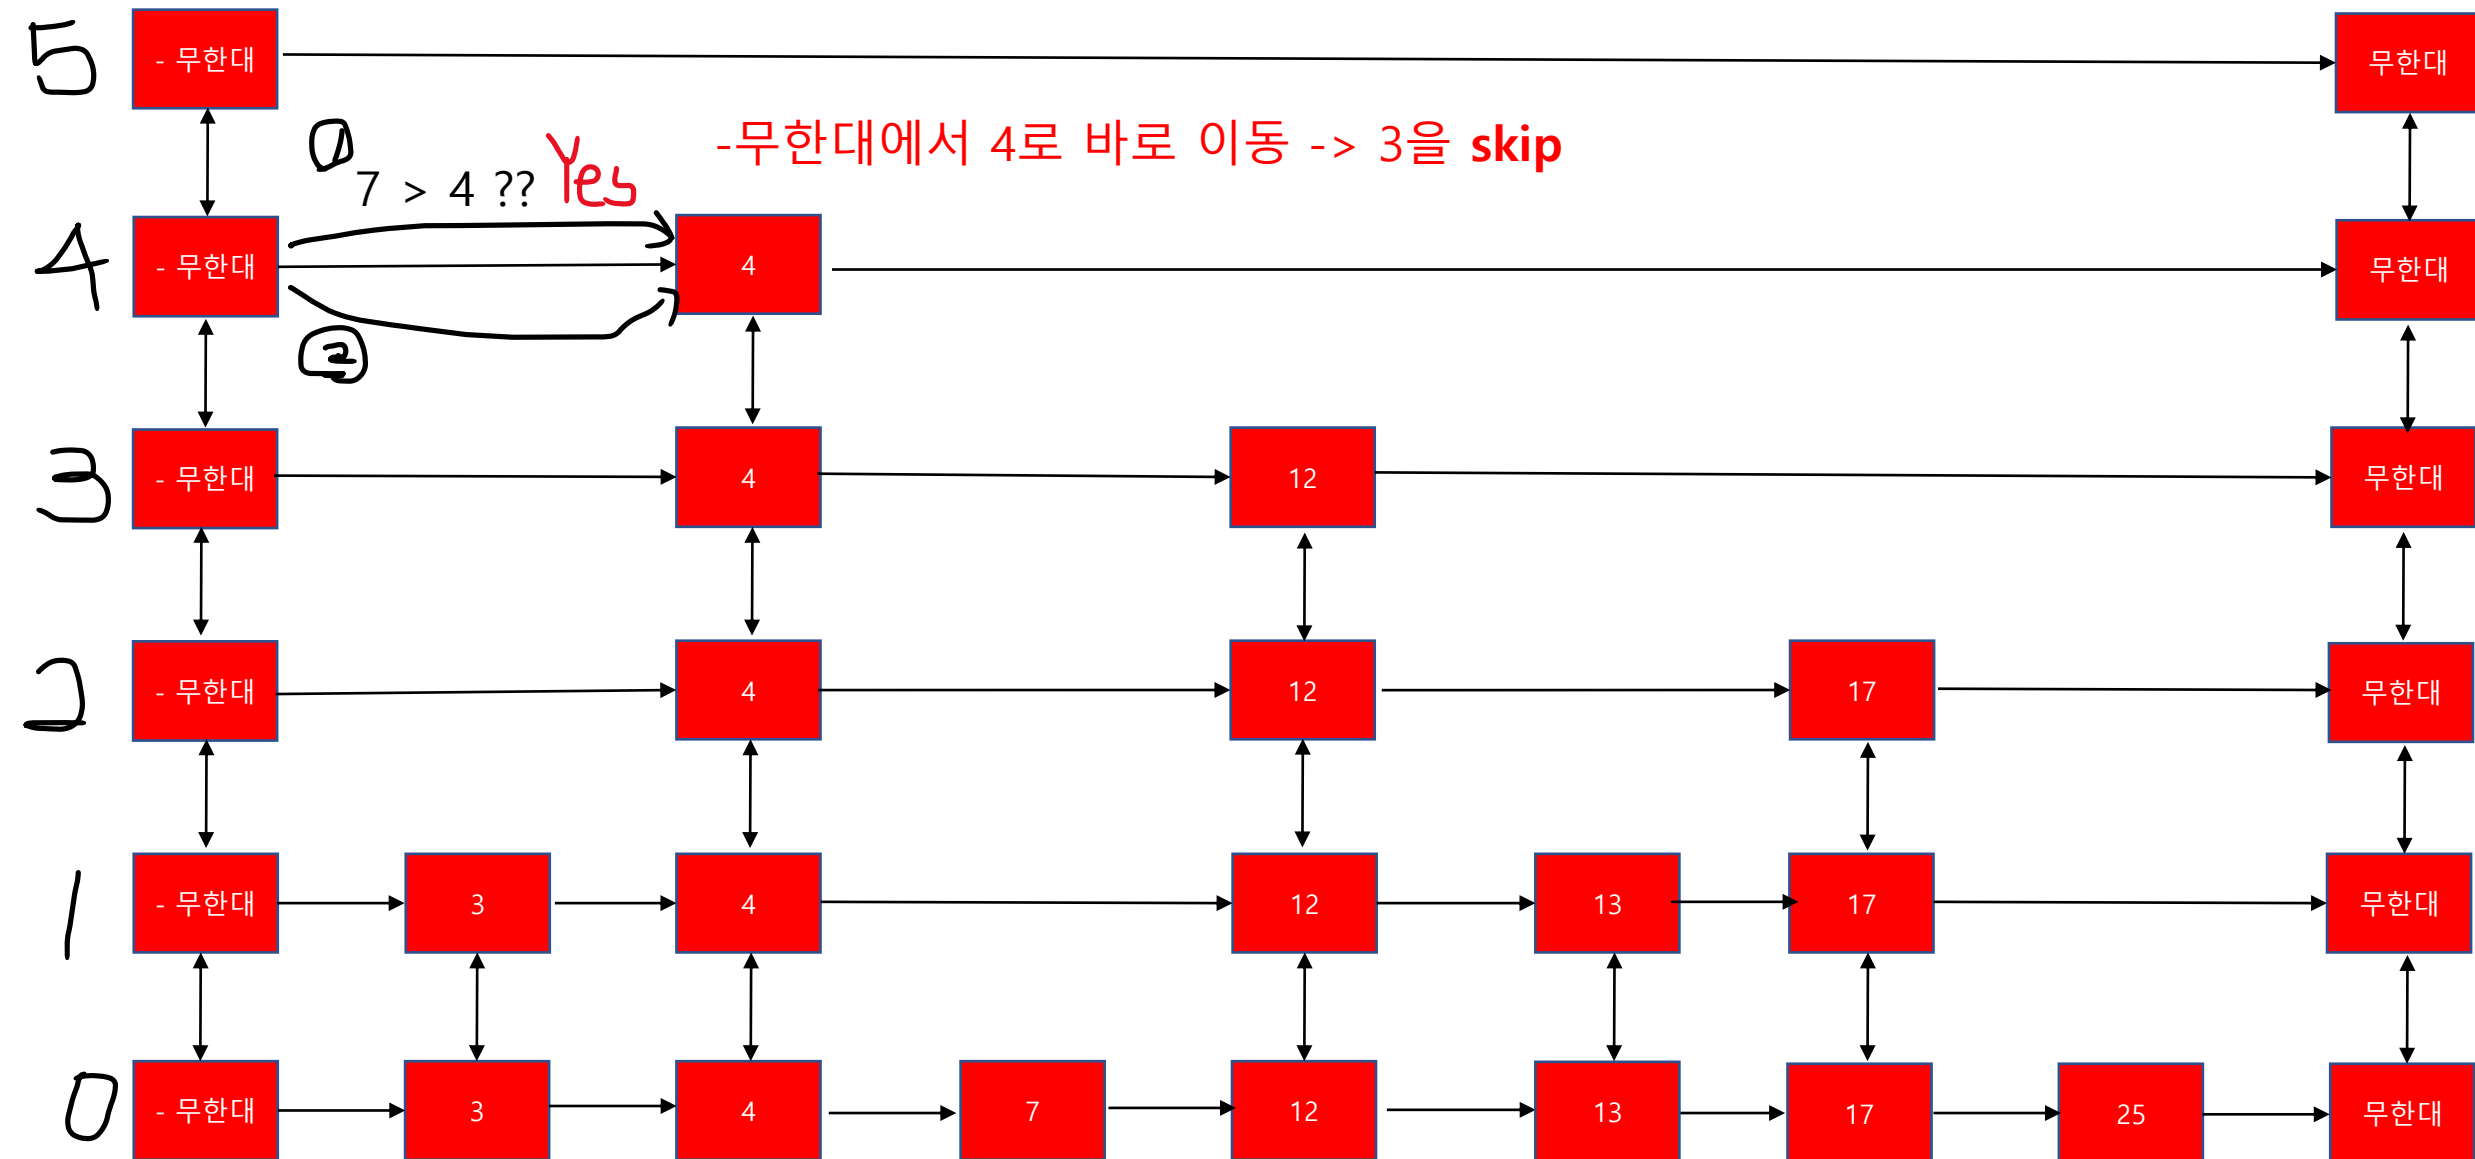 5 - 무한대 무한대
① 7 > 4 ?? Yes
-무한대에서 4로 바로 이동 -> 3을 skip
4 - 무한대 4 무한대
②
3 - 무한대 4 12 무한대
2 - 무한대 4 12 17 무한대
1 - 무한대 3 4 12 13 17 무한대
0 - 무한대 3 4 7 12 13 17 25 무한대